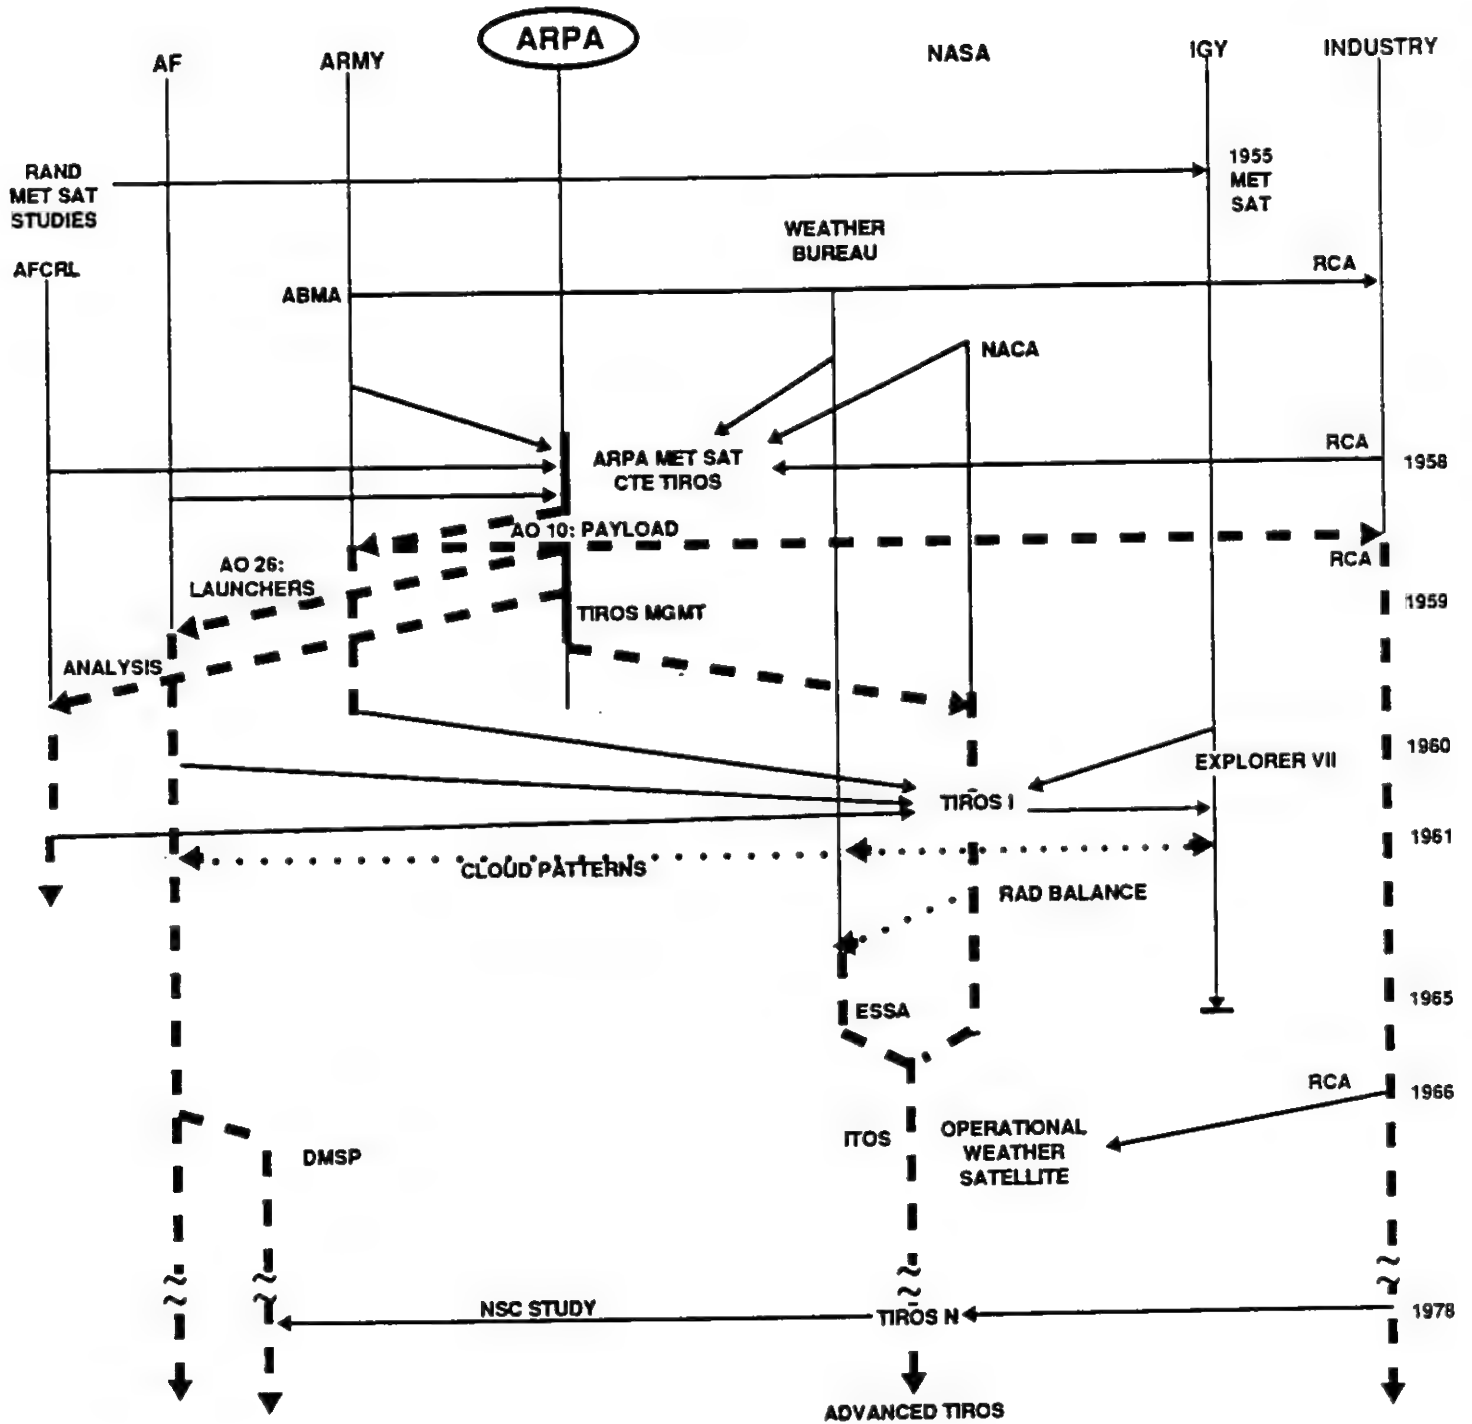 ARPA
AF
ARMY
NASA
IGY
INDUSTRY
RAND
MET SAT
STUDIES
1955
MET
SAT
WEATHER
BUREAU
AFCRL
RCA
ABMA
NACA
RCA
ARPA MET SAT
CTE TIROS
1958
AO 10: PAYLOAD
RCA
AO 26:
LAUNCHERS
1959
TIROS MGMT
ANALYSIS
1960
EXPLORER VII
TIROS I
1961
CLOUD PATTERNS
RAD BALANCE
1965
ESSA
RCA
1966
ITOS
OPERATIONAL
WEATHER
SATELLITE
DMSP
NSC STUDY
TIROS N
1978
ADVANCED TIROS